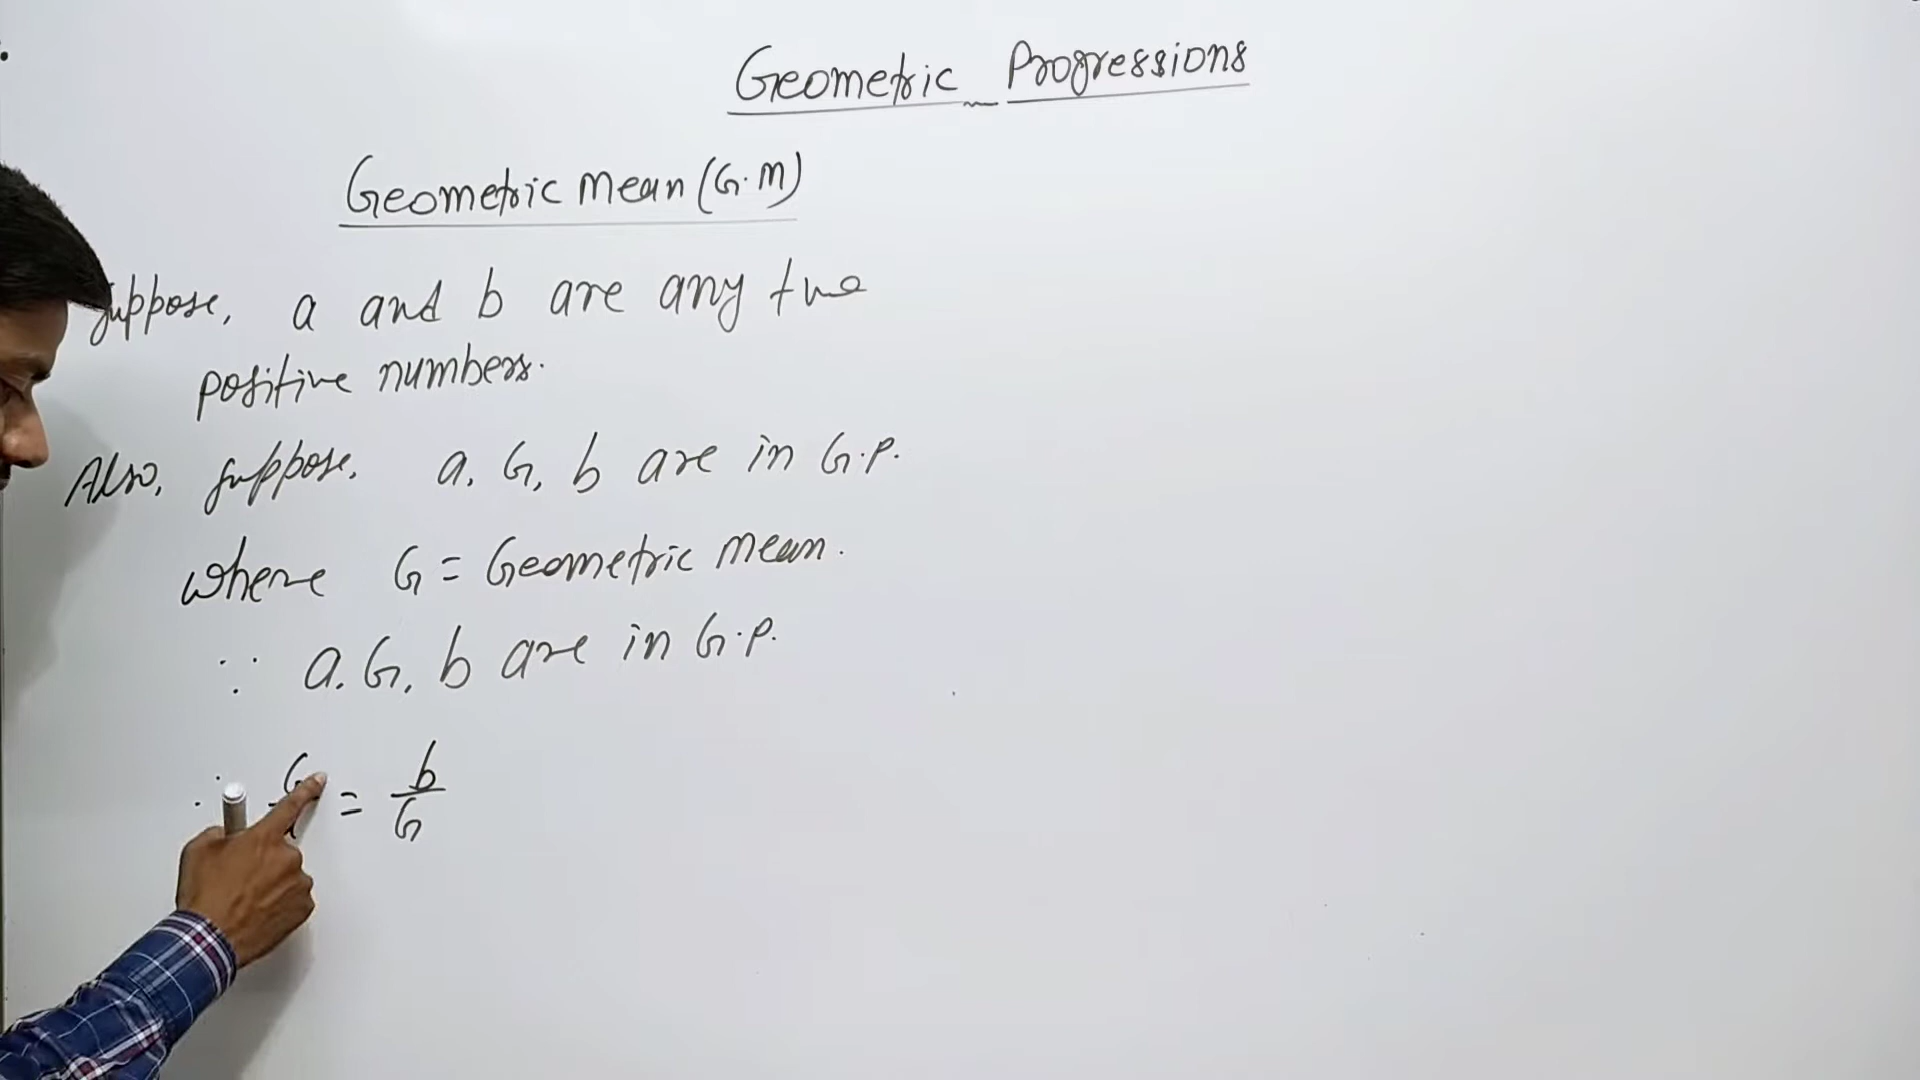 Geometric Progressions
Geometric Mean (G.M)
Suppose, a and b are any two
positive numbers.
Also, suppose, a, G, b are in G.P.
where G = Geometric mean.
∵ a, G, b are in G.P.
∴ G/a = b/G